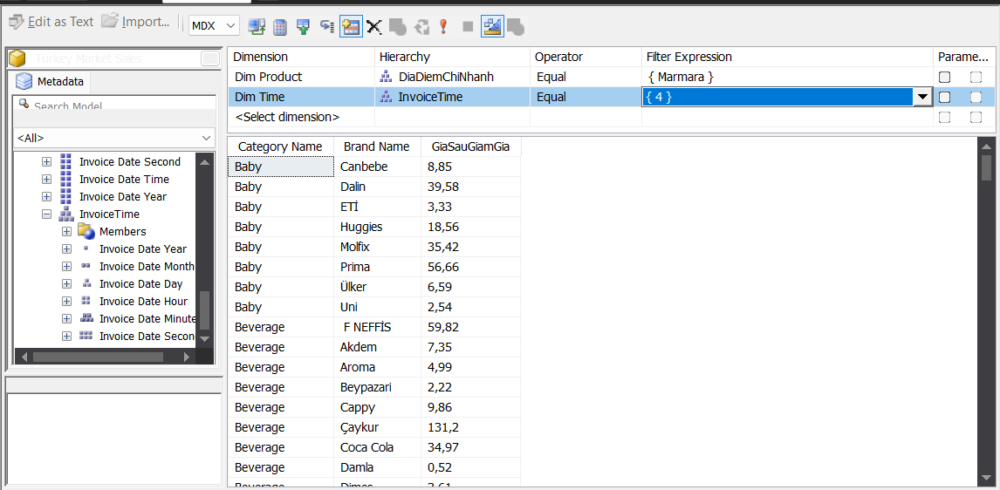 Edit as Text Import... MDX
Turkey Market Sales
Metadata
Search Model
<All>
Invoice Date Second
Invoice Date Time
Invoice Date Year
InvoiceTime
Members
Invoice Date Year
Invoice Date Month
Invoice Date Day
Invoice Date Hour
Invoice Date Minute
Invoice Date Secon
Dimension Hierarchy Operator Filter Expression Parame...
Dim Product DiaDiemChiNhanh Equal { Marmara }
Dim Time InvoiceTime Equal { 4 }
<Select dimension>
Category Name Brand Name GiaSauGiamGia
Baby Canbebe 8,85
Baby Dalin 39,58
Baby ETİ 3,33
Baby Huggies 18,56
Baby Molfix 35,42
Baby Prima 56,66
Baby Ülker 6,59
Baby Uni 2,54
Beverage F NEFFİS 59,82
Beverage Akdem 7,35
Beverage Aroma 4,99
Beverage Beypazari 2,22
Beverage Cappy 9,86
Beverage Çaykur 131,2
Beverage Coca Cola 34,97
Beverage Damla 0,52
Beverage Dimes 3,61